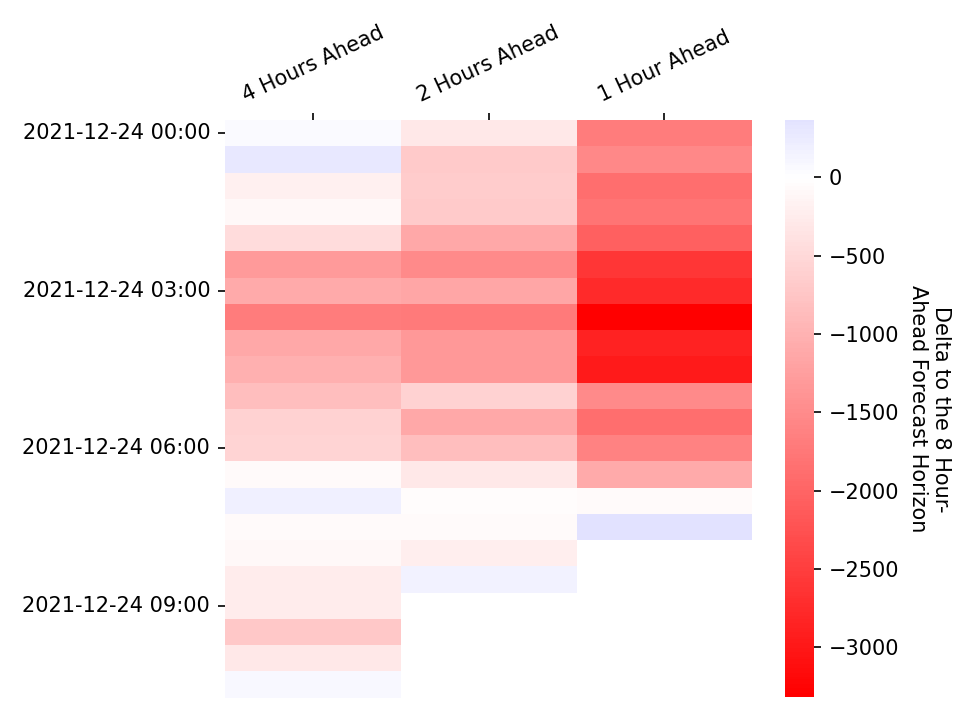 4 Hours Ahead
2 Hours Ahead
1 Hour Ahead
2021-12-24 00:00
2021-12-24 03:00
2021-12-24 06:00
2021-12-24 09:00
0
−500
−1000
−1500
−2000
−2500
−3000
Delta to the 8 Hour-
Ahead Forecast Horizon